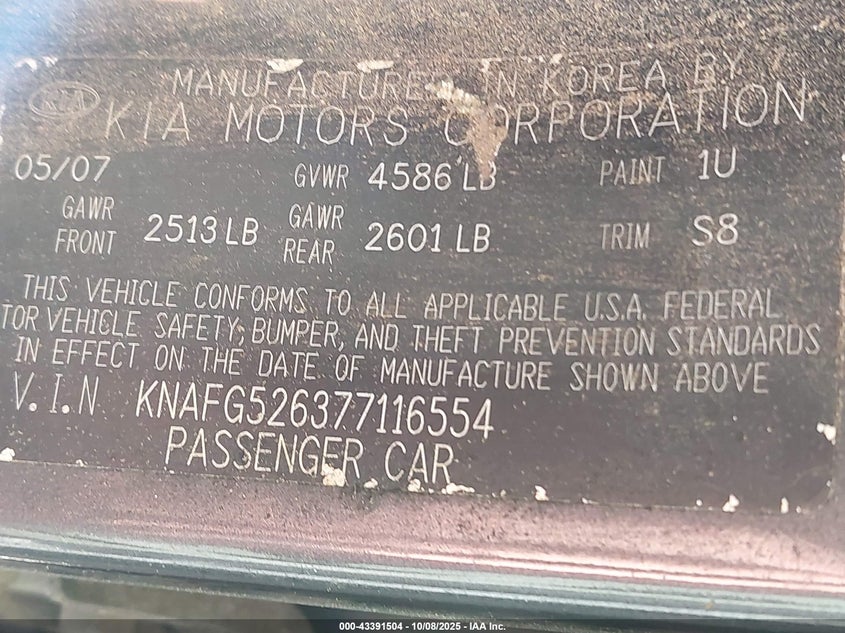 MANUFACTURED IN KOREA BY
KIA KIA MOTORS CORPORATION
05/07 GVWR 4586 LB PAINT 1U
GAWR FRONT 2513 LB GAWR REAR 2601 LB TRIM S8
THIS VEHICLE CONFORMS TO ALL APPLICABLE U.S.A. FEDERAL
TOR VEHICLE SAFETY, BUMPER, AND THEFT PREVENTION STANDARDS
IN EFFECT ON THE DATE OF MANUFACTURE SHOWN ABOVE
V.I.N KNAFG526377116554
PASSENGER CAR
000-43391504 - 10/08/2025 - IAA Inc.